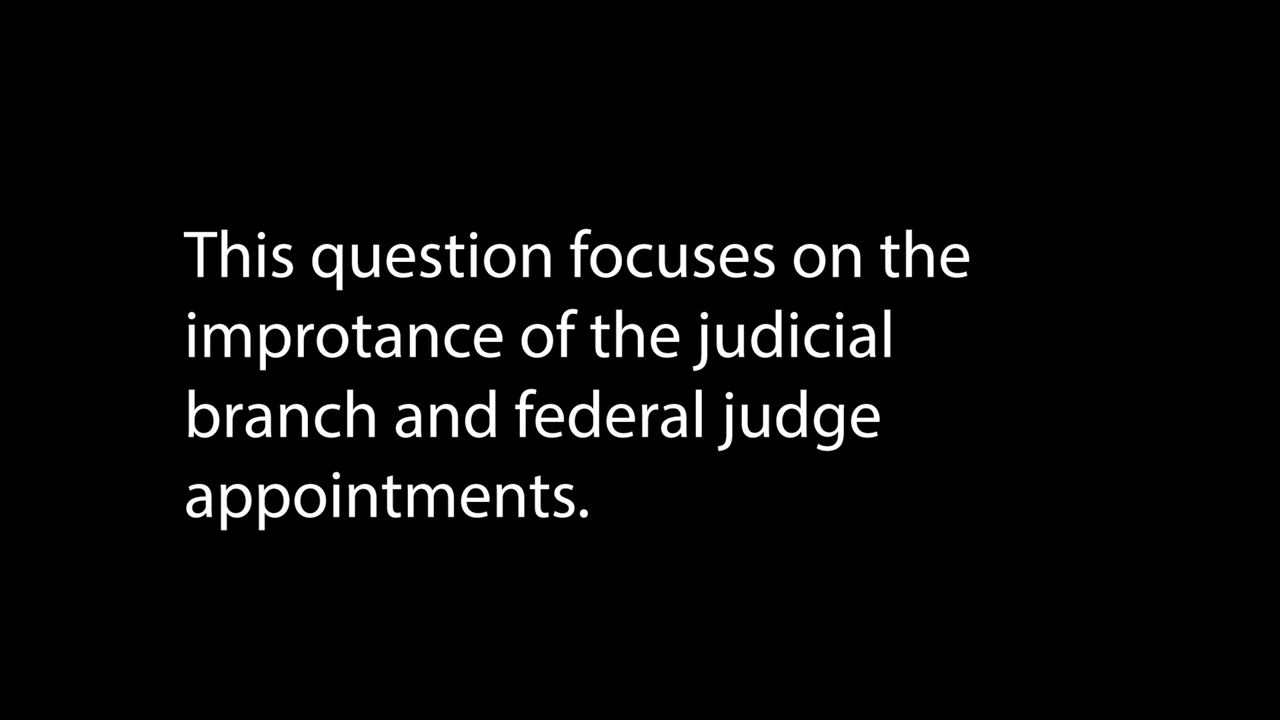 This question focuses on the
improtance of the judicial
branch and federal judge
appointments.